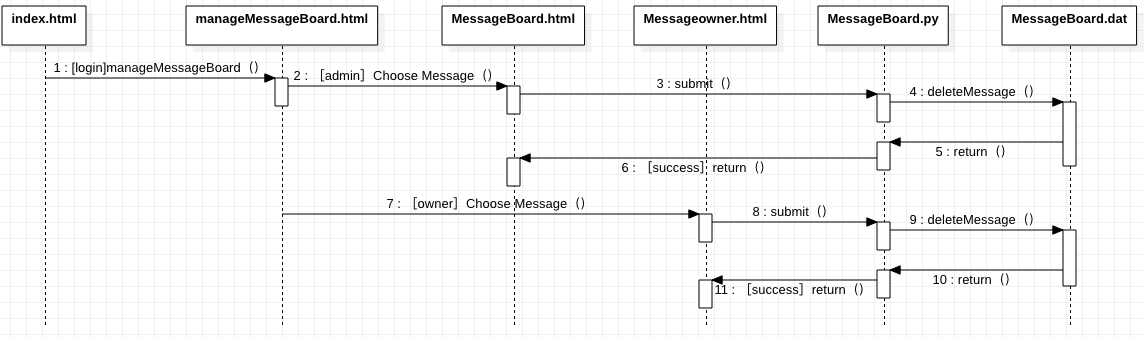 index.html
manageMessageBoard.html
MessageBoard.html
Messageowner.html
MessageBoard.py
MessageBoard.dat
1 : [login]manageMessageBoard（）
2 : ［admin］Choose Message（）
3 : submit（）
4 : deleteMessage（）
5 : return（）
6 : ［success］return（）
7 : ［owner］Choose Message（）
8 : submit（）
9 : deleteMessage（）
10 : return（）
11 : ［success］return（）